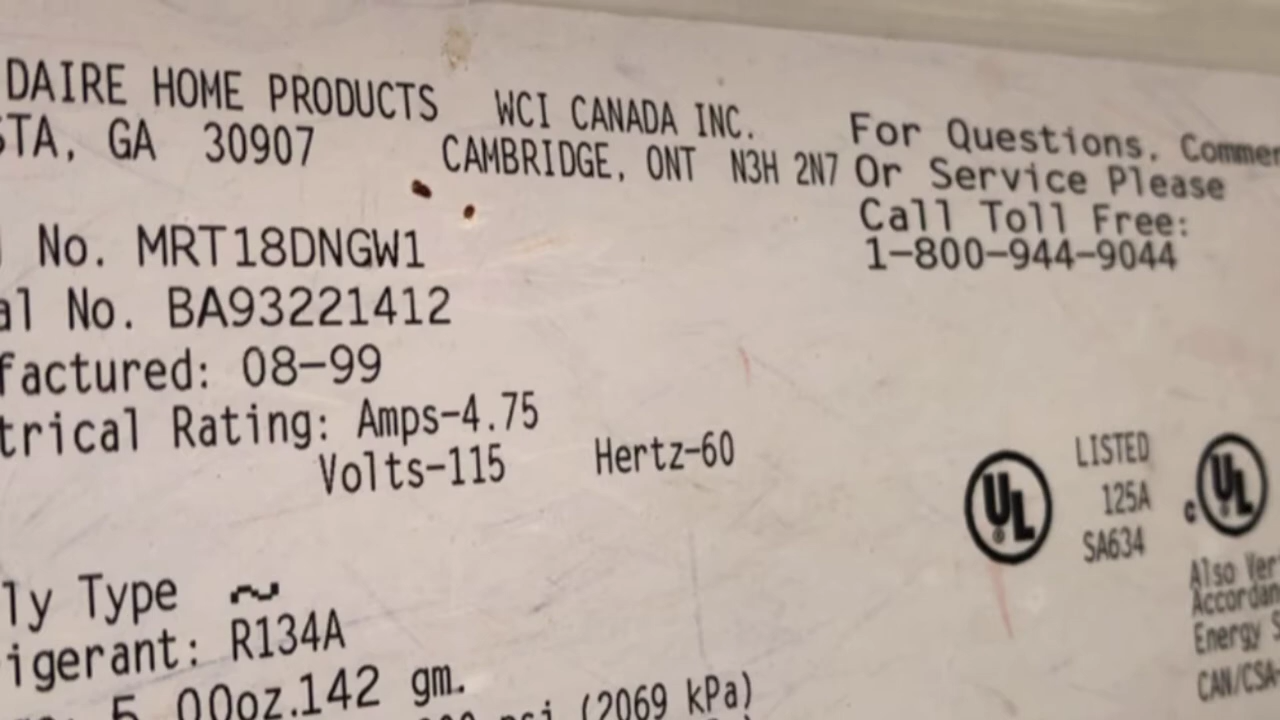 DAIRE HOME PRODUCTS WCI CANADA INC.
STA, GA 30907 CAMBRIDGE, ONT N3H 2N7
For Questions, Commen
Or Service Please
Call Toll Free:
1-800-944-9044
No. MRT18DNGW1
al No. BA93221412
factured: 08-99
trical Rating: Amps-4.75
Volts-115 Hertz-60
UL
LISTED
125A
SA634
c UL
ly Type ~
igerant: R134A
5.00oz.142 gm.
psi (2069 kPa)
Also Ver
Accordan
Energy S
CAN/CSA-